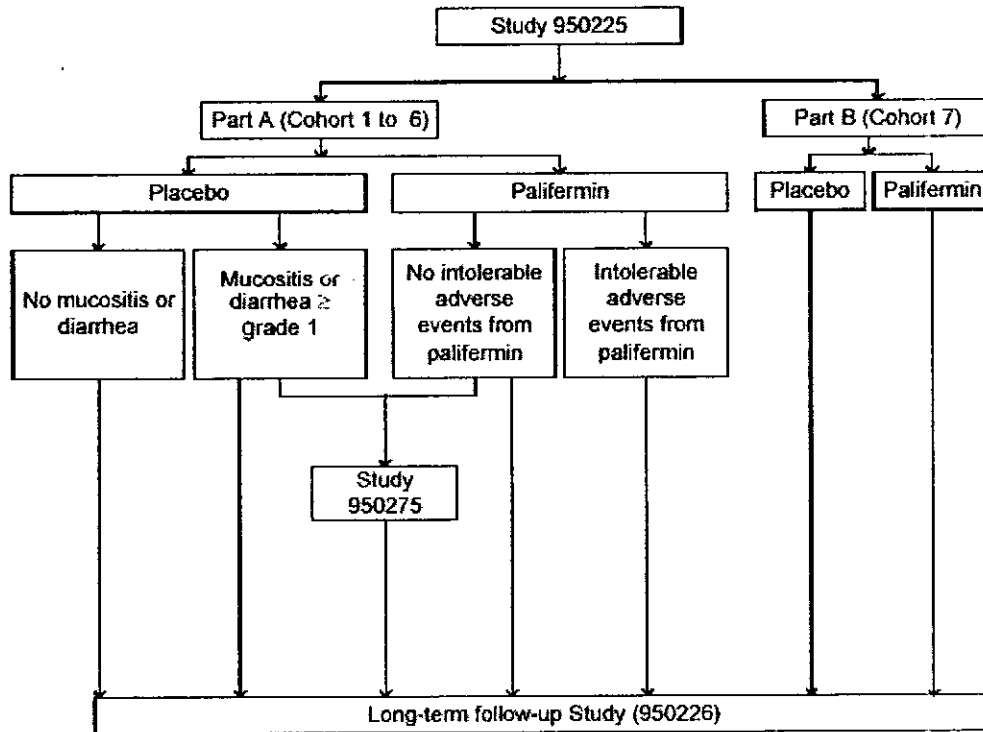 Study 950225
Part A (Cohort 1 to 6)
Part B (Cohort 7)
Placebo
Palifermin
Placebo
Palifermin
No mucositis or
diarrhea
Mucositis or
diarrhea ≥
grade 1
No intolerable
adverse
events from
palifermin
Intolerable
adverse
events from
palifermin
Study
950275
Long-term follow-up Study (950226)